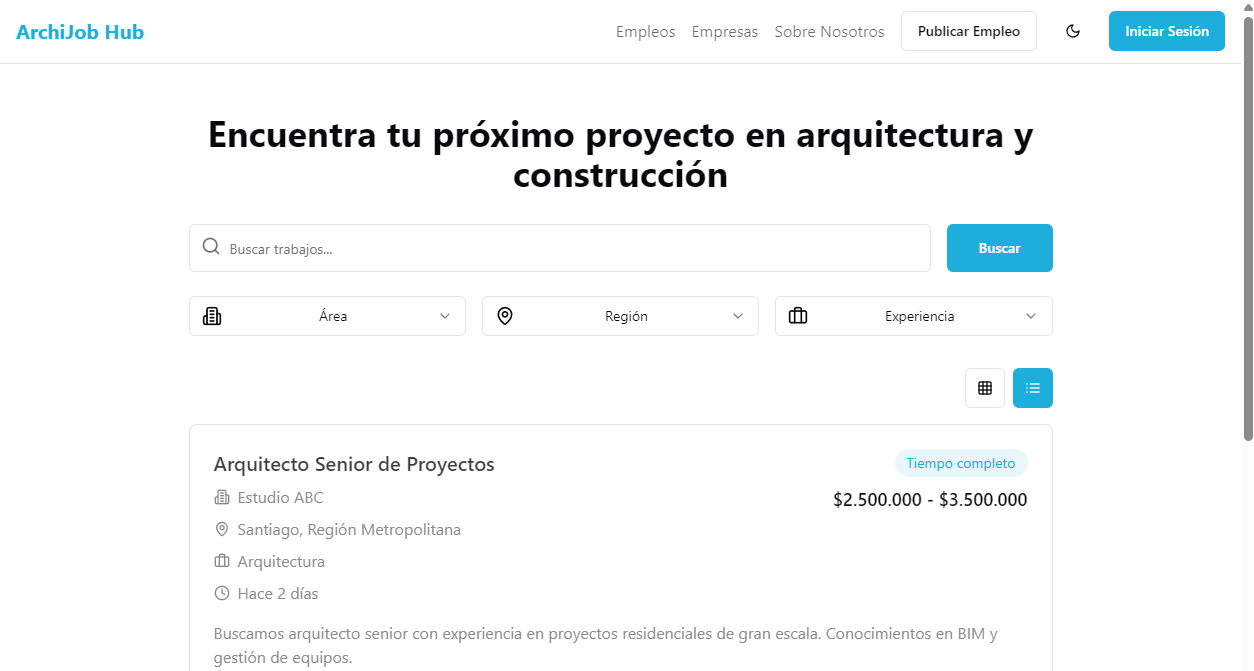 ArchiJob Hub
Empleos
Empresas
Sobre Nosotros
Publicar Empleo
Iniciar Sesión
Encuentra tu próximo proyecto en arquitectura y
construcción
Buscar trabajos...
Buscar
Área
Región
Experiencia
Arquitecto Senior de Proyectos
Tiempo completo
Estudio ABC
$2.500.000 - $3.500.000
Santiago, Región Metropolitana
Arquitectura
Hace 2 días
Buscamos arquitecto senior con experiencia en proyectos residenciales de gran escala. Conocimientos en BIM y
gestión de equipos.